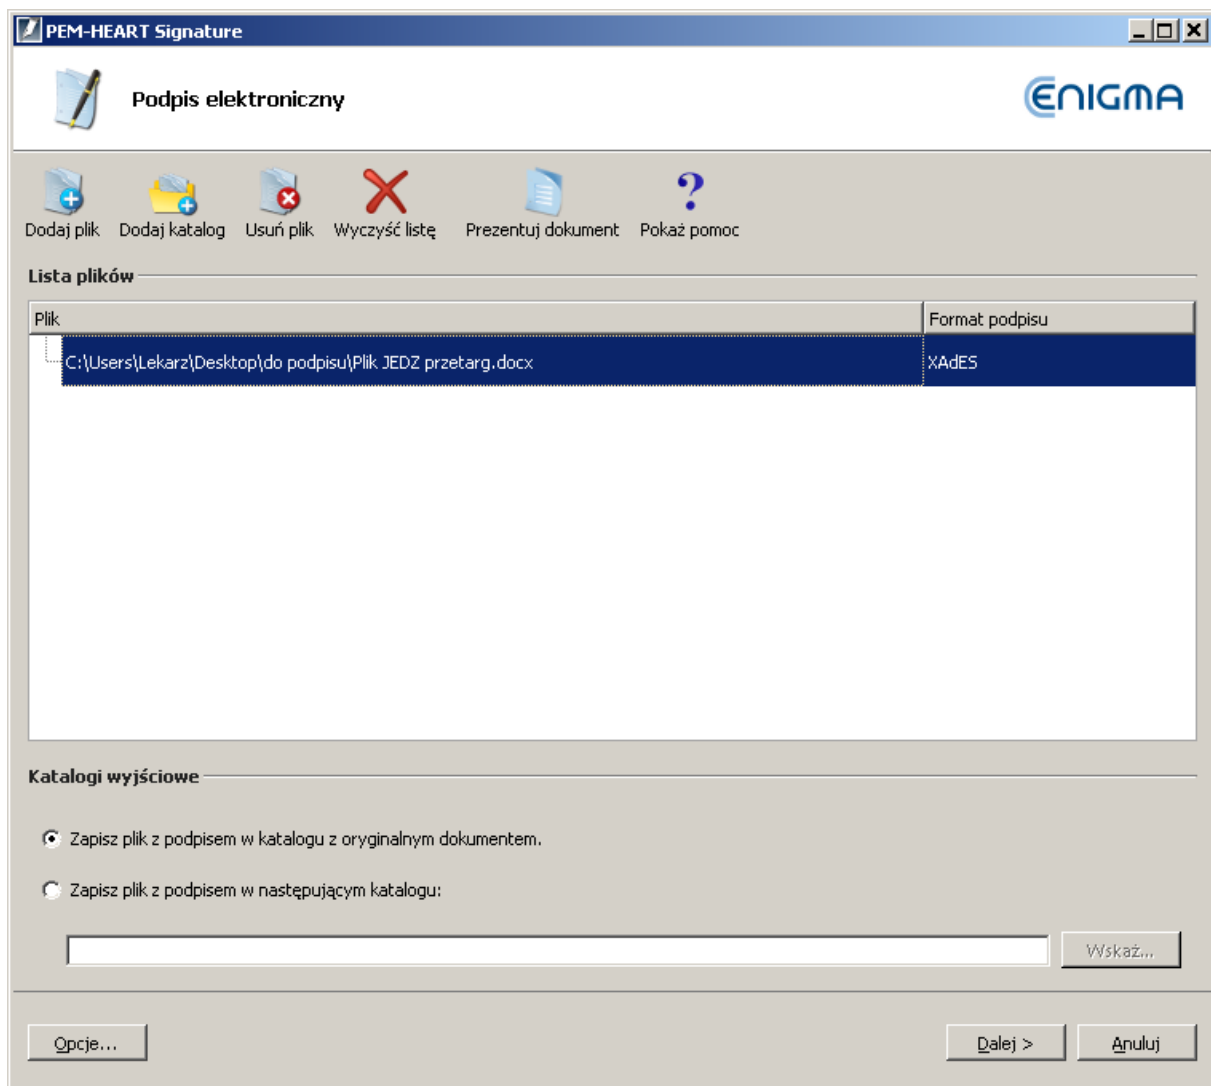 PEM-HEART Signature
Podpis elektroniczny
ENIGMA
Dodaj plik Dodaj katalog Usuń plik Wyczyść listę Prezentuj dokument Pokaż pomoc
Lista plików
Plik Format podpisu
C:\Users\Lekarz\Desktop\do podpisu\Plik JEDZ przetarg.docx XAdES
Katalogi wyjściowe
Zapisz plik z podpisem w katalogu z oryginalnym dokumentem.
Zapisz plik z podpisem w następującym katalogu:
Wskaż...
Opcje... Dalej > Anuluj